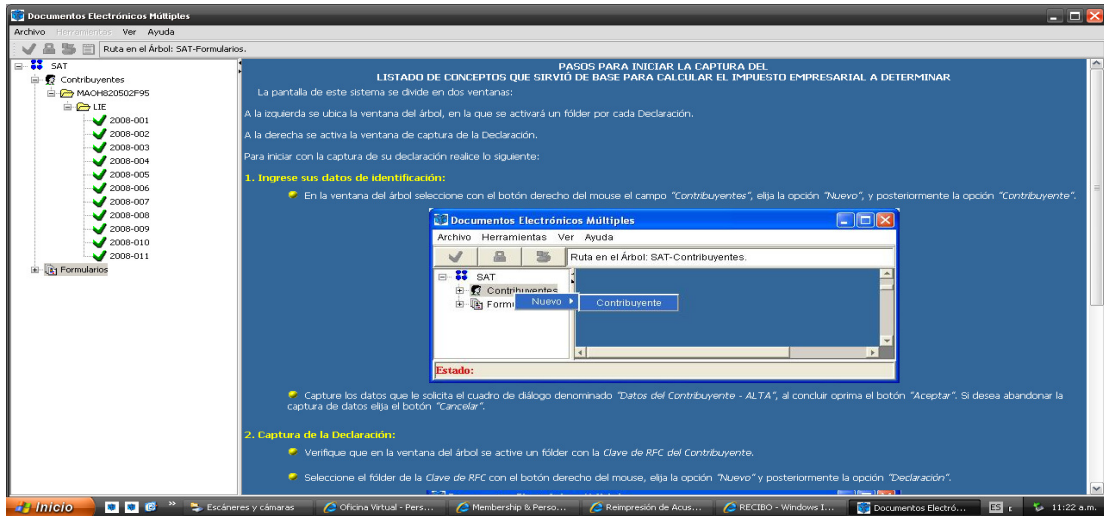 Documentos Electrónicos Múltiples
Archivo Herramientas Ver Ayuda
Ruta en el Árbol: SAT-Formularios.
SAT
Contribuyentes
MAOH820502F95
LIE
2008-001
2008-002
2008-003
2008-004
2008-005
2008-006
2008-007
2008-008
2008-009
2008-010
2008-011
Formularios
PASOS PARA INICIAR LA CAPTURA DEL
LISTADO DE CONCEPTOS QUE SIRVIÓ DE BASE PARA CALCULAR EL IMPUESTO EMPRESARIAL A DETERMINAR
La pantalla de este sistema se divide en dos ventanas:
A la izquierda se ubica la ventana del árbol, en la que se activará un fólder por cada Declaración.
A la derecha se activa la ventana de captura de la Declaración.
Para iniciar con la captura de su declaración realice lo siguiente:
1. Ingrese sus datos de identificación:
En la ventana del árbol seleccione con el botón derecho del mouse el campo "Contribuyentes", elija la opción "Nuevo", y posteriormente la opción "Contribuyente".
Documentos Electrónicos Múltiples
Archivo Herramientas Ver Ayuda
Ruta en el Árbol: SAT-Contribuyentes.
SAT
Contribuyentes
Nuevo Contribuyente
Estado:
Capture los datos que le solicita el cuadro de diálogo denominado "Datos del Contribuyente - ALTA", al concluir oprima el botón "Aceptar". Si desea abandonar la
captura de datos elija el botón "Cancelar".
2. Captura de la Declaración:
Verifique que en la ventana del árbol se active un fólder con la Clave de RFC del Contribuyente.
Seleccione el fólder de la Clave de RFC con el botón derecho del mouse, elija la opción "Nuevo" y posteriormente la opción "Declaración".
Inicio Escáneres y cámaras Oficina Virtual - Pers... Membership & Perso... Reimpresión de Acus... RECIBO - Windows I... Documentos Electró... ES 11:22 a.m.